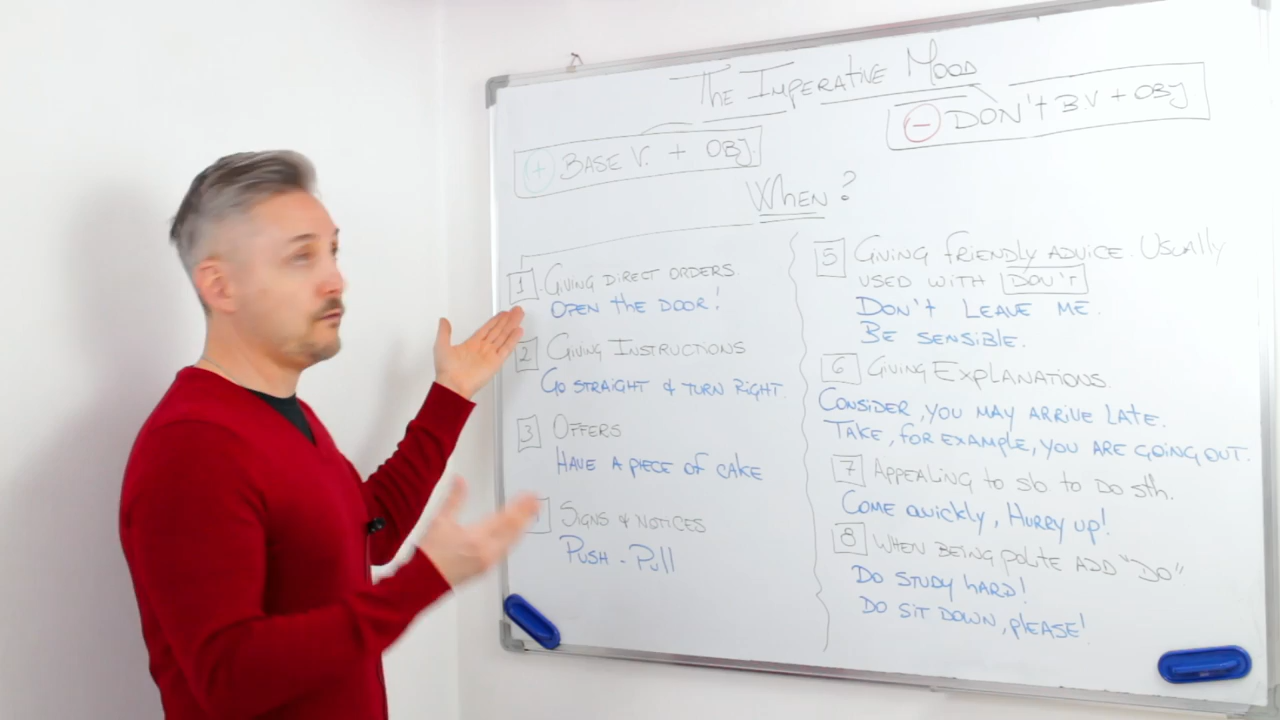 The Imperative Mood
+ Base V. + Obj.
- Don't BV + Obj
When?
1 Giving direct orders.
Open the door!
2 Giving Instructions
Go straight & turn right.
3 Offers
Have a piece of cake
Signs & notices
Push - Pull
5 Giving friendly advice. Usually
used with Don't
Don't leave me.
Be sensible.
6 Giving Explanations.
Consider, you may arrive late.
Take, for example, you are going out.
7 Appealing to sb to do sth.
Come quickly, Hurry up!
8 When being polite add "Do"
Do study hard!
Do sit down, please!